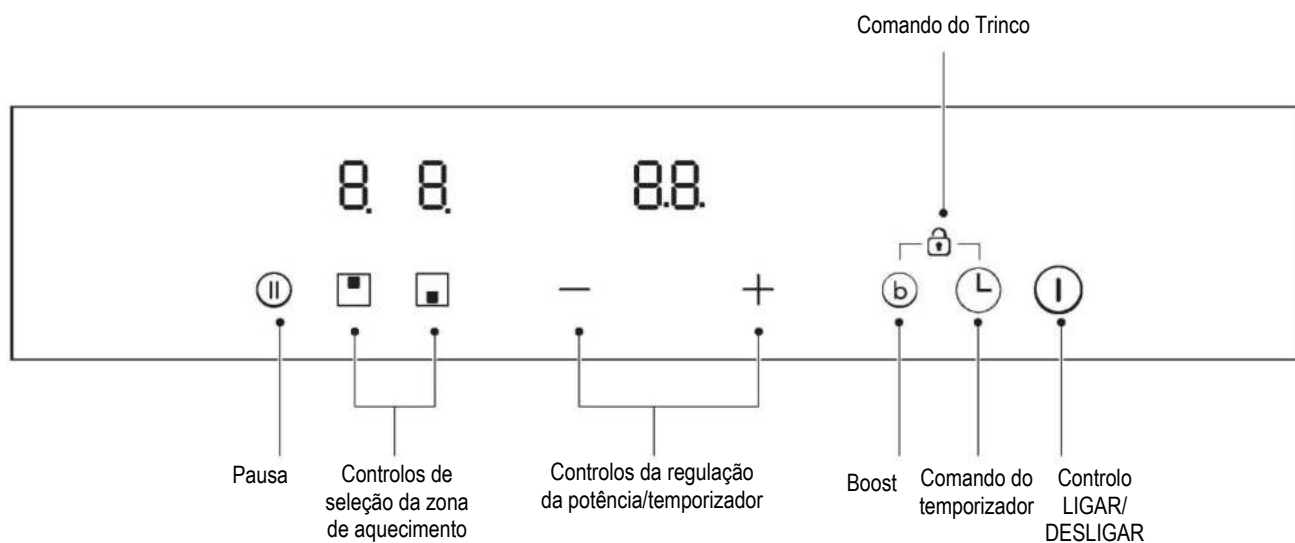 Comando do Trinco
8. 8. 8.8.
− + b
Pausa
Controlos de
seleção da zona
de aquecimento
Controlos da regulação
da potência/temporizador
Boost
Comando do
temporizador
Controlo
LIGAR/
DESLIGAR